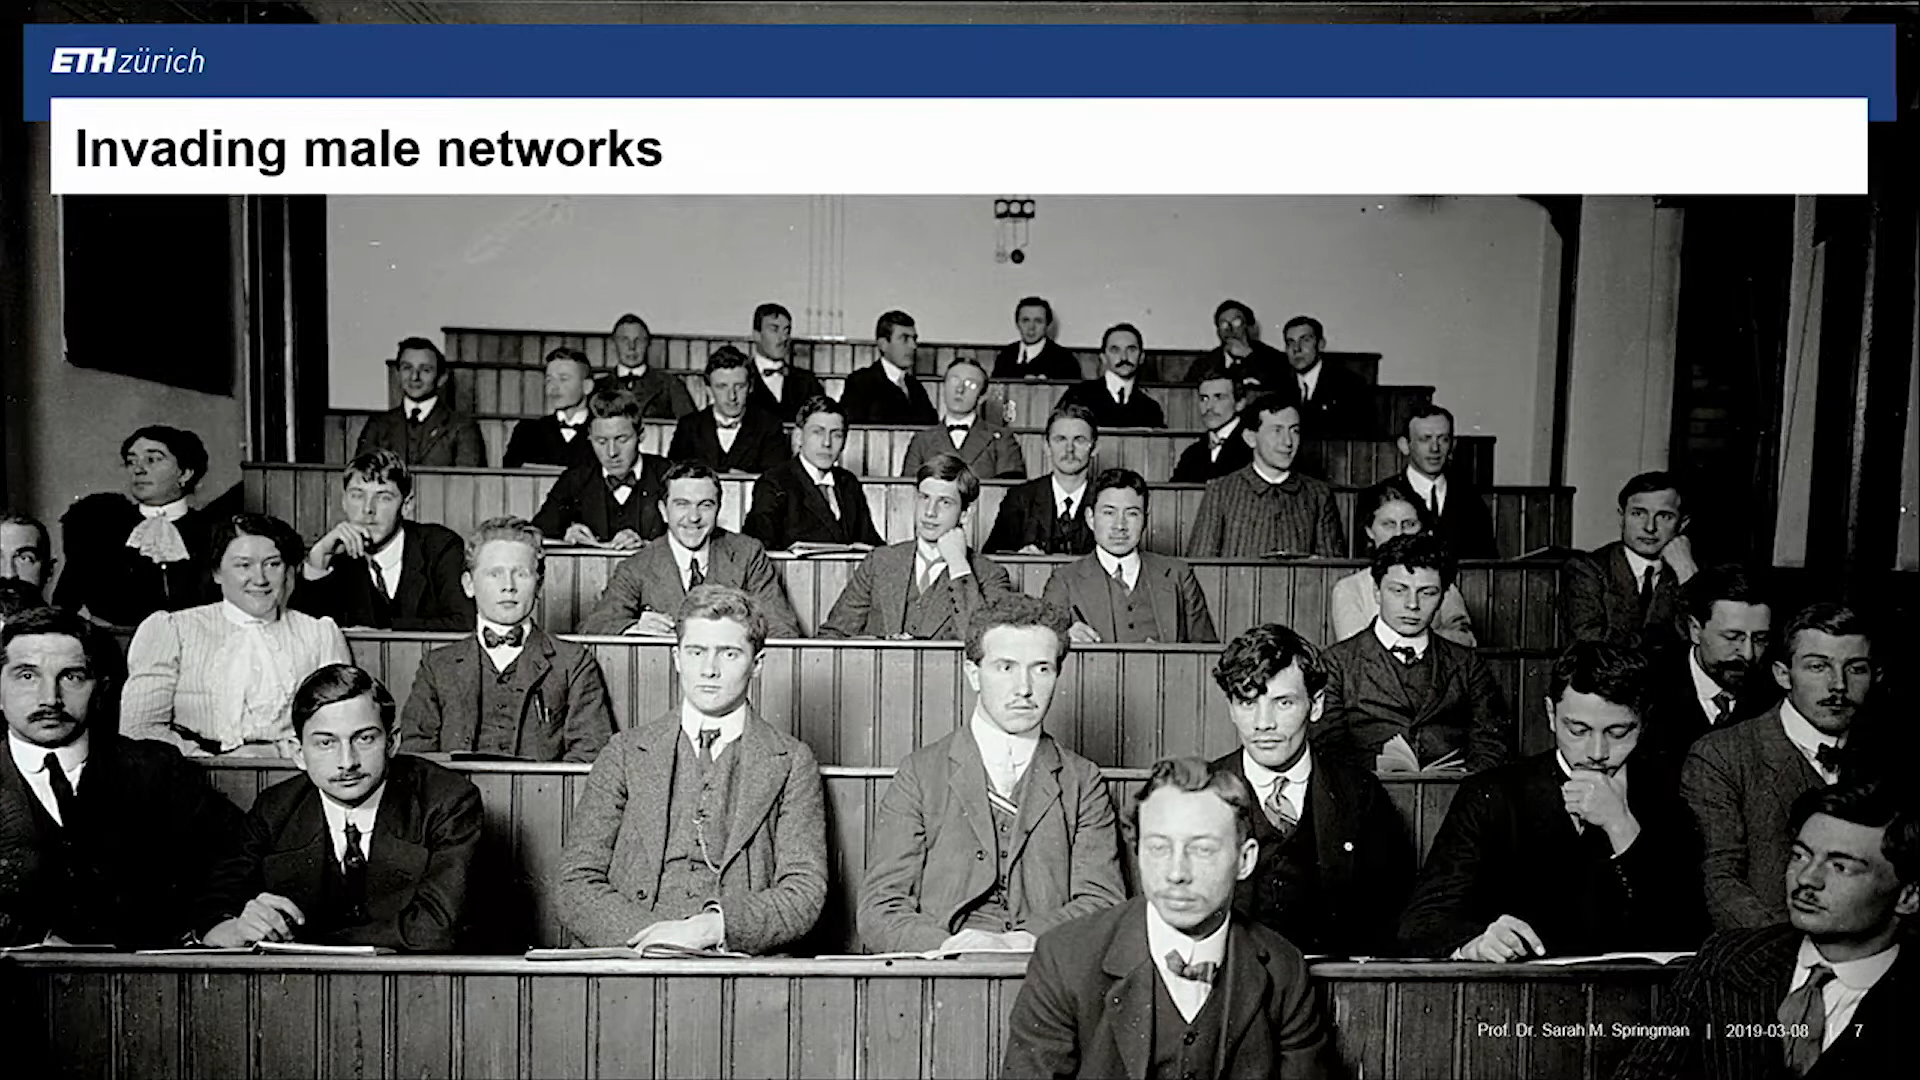 ETH zürich
Invading male networks
Prof. Dr. Sarah M. Springman | 2019-03-08 | 7